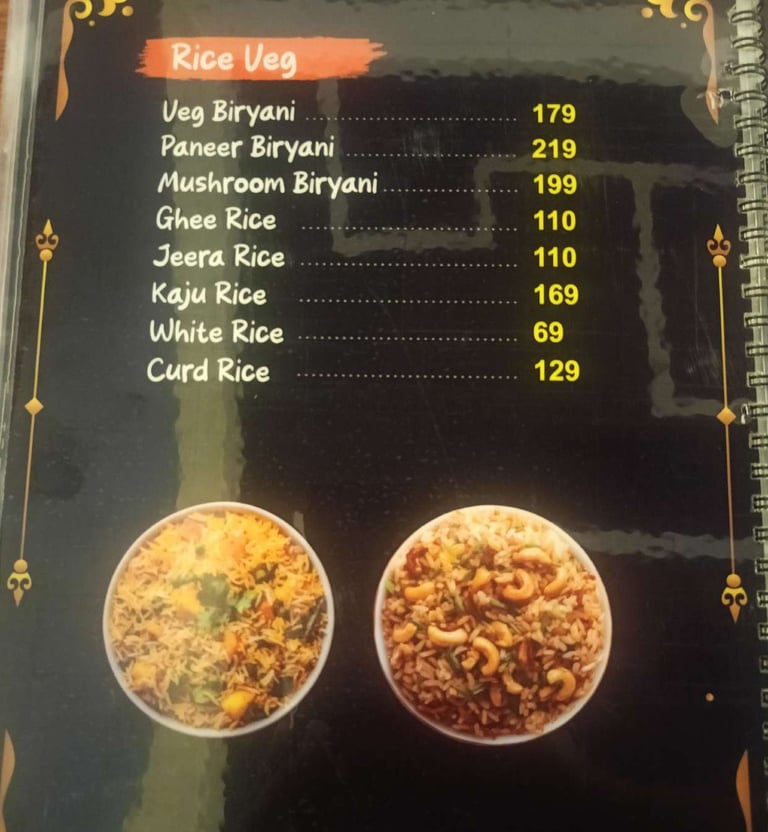 Rice Veg
Veg Biryani ........................ 179
Paneer Biryani ........................ 219
Mushroom Biryani ........................ 199
Ghee Rice ........................ 110
Jeera Rice ........................ 110
Kaju Rice ........................ 169
White Rice ........................ 69
Curd Rice ........................ 129